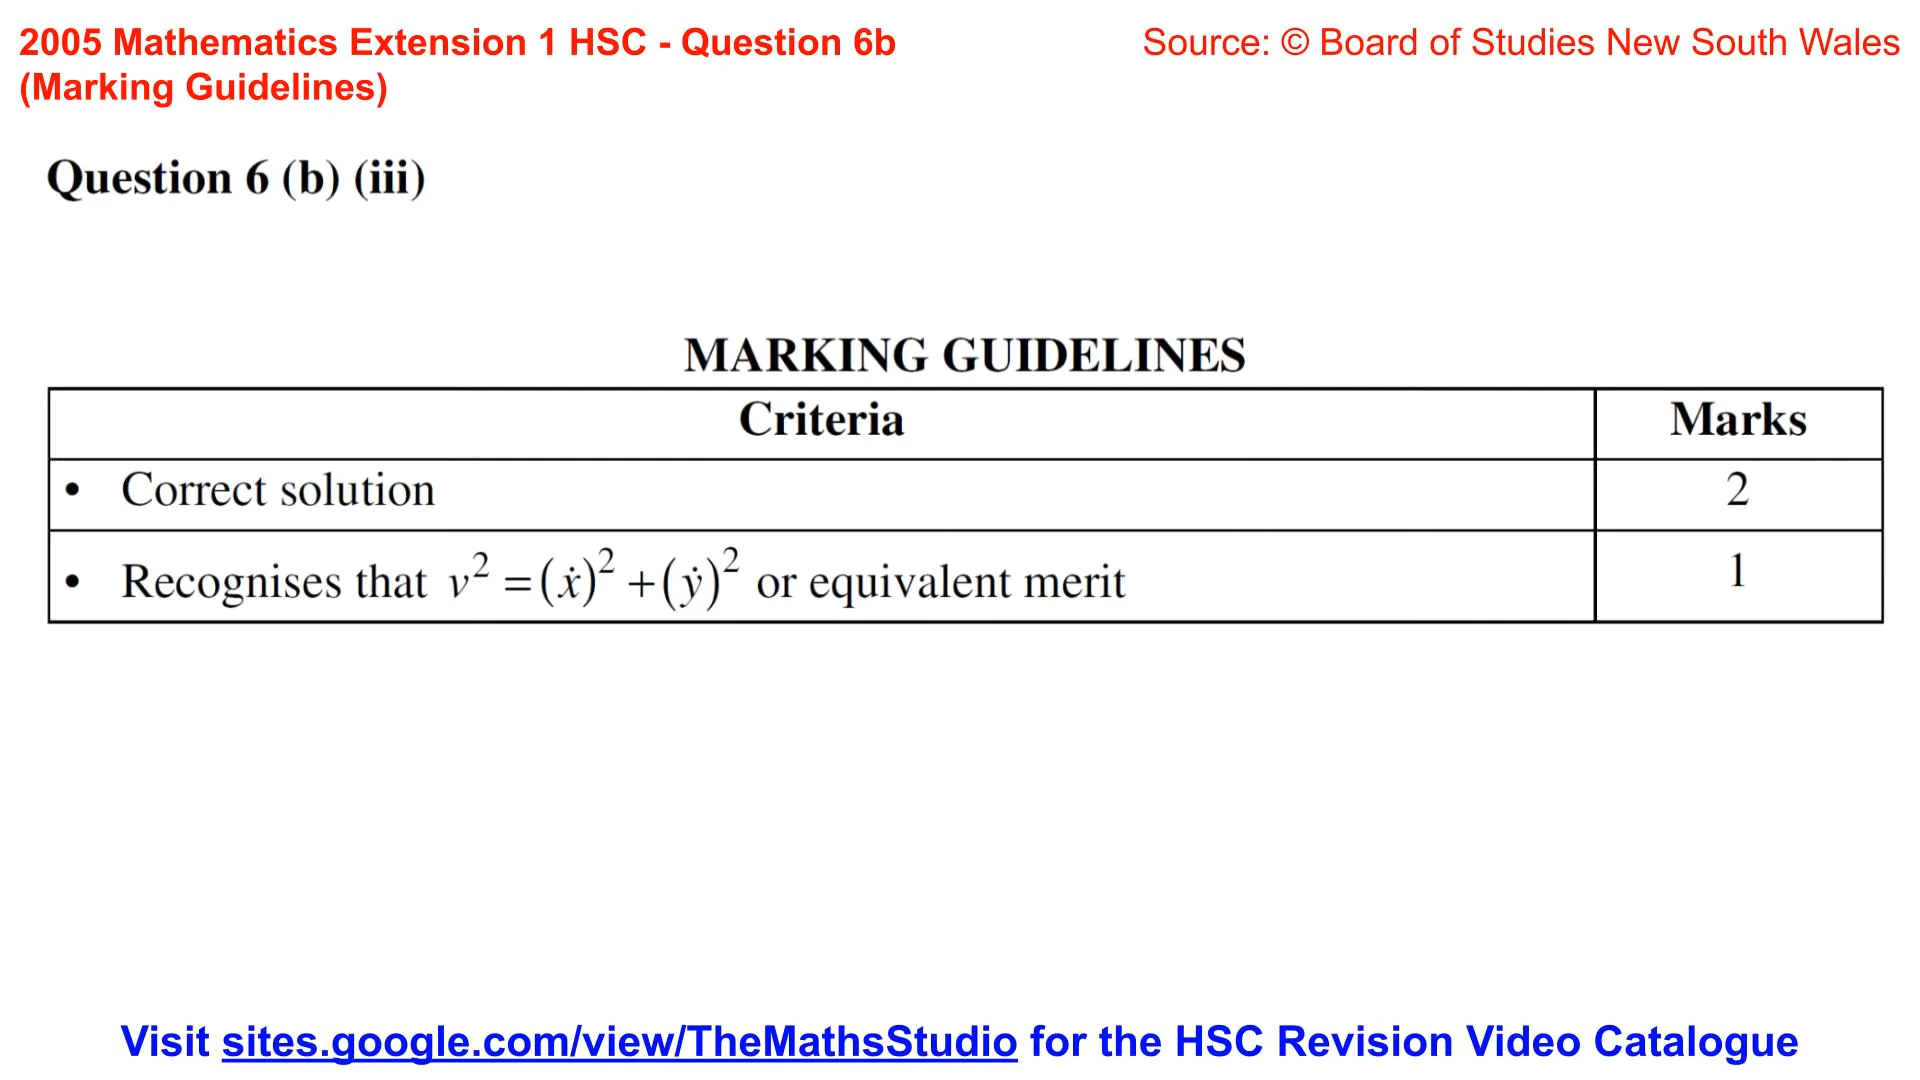 2005 Mathematics Extension 1 HSC - Question 6b
(Marking Guidelines)
Source: © Board of Studies New South Wales
Question 6 (b) (iii)
MARKING GUIDELINES
Criteria Marks
• Correct solution 2
• Recognises that v² = (ẋ)² + (ẏ)² or equivalent merit 1
Visit sites.google.com/view/TheMathsStudio for the HSC Revision Video Catalogue